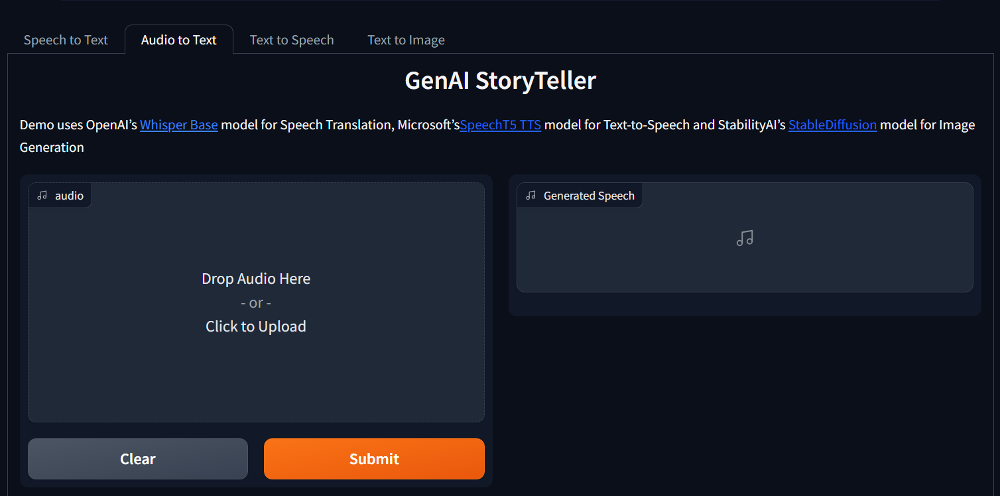 Speech to Text
Audio to Text
Text to Speech
Text to Image
GenAI StoryTeller
Demo uses OpenAI’s Whisper Base model for Speech Translation, Microsoft’sSpeechT5 TTS model for Text-to-Speech and StabilityAI’s StableDiffusion model for Image
Generation
audio
Drop Audio Here
- or -
Click to Upload
Clear
Submit
Generated Speech